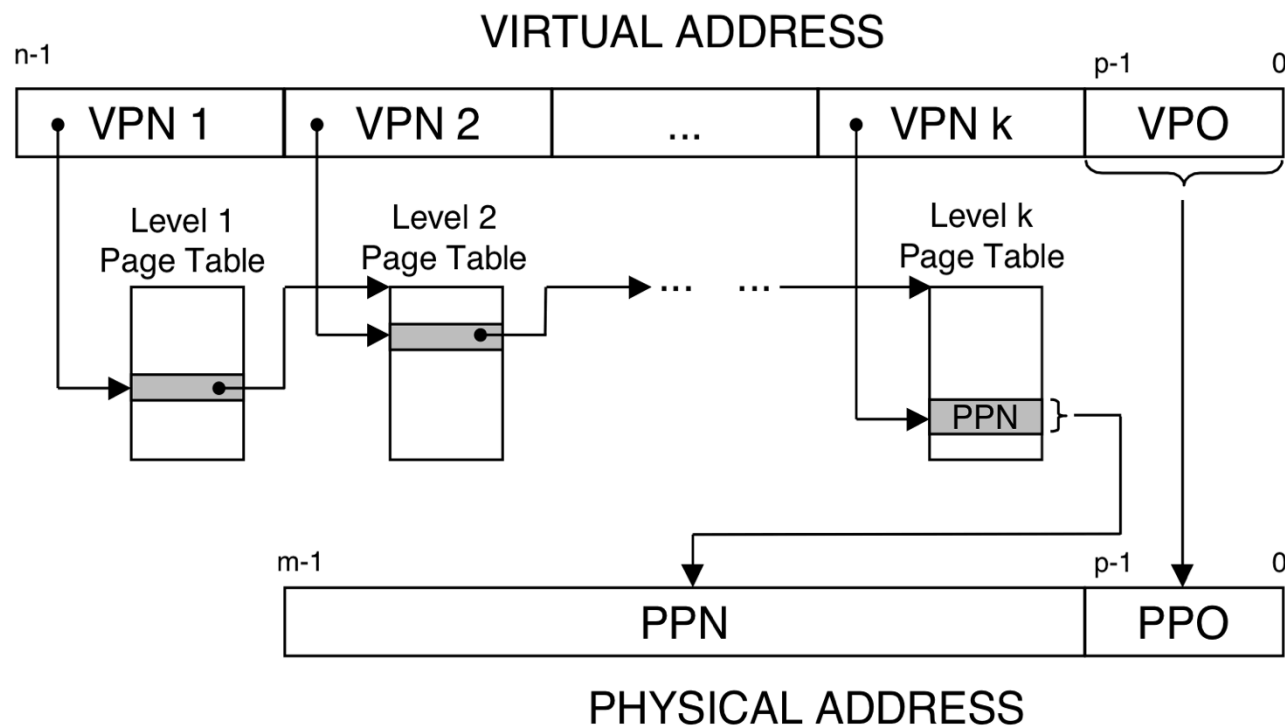 VIRTUAL ADDRESS
n-1
p-1
0
VPN 1
VPN 2
...
VPN k
VPO
Level 1
Page Table
Level 2
Page Table
Level k
Page Table
... ...
PPN
m-1
p-1
0
PPN
PPO
PHYSICAL ADDRESS